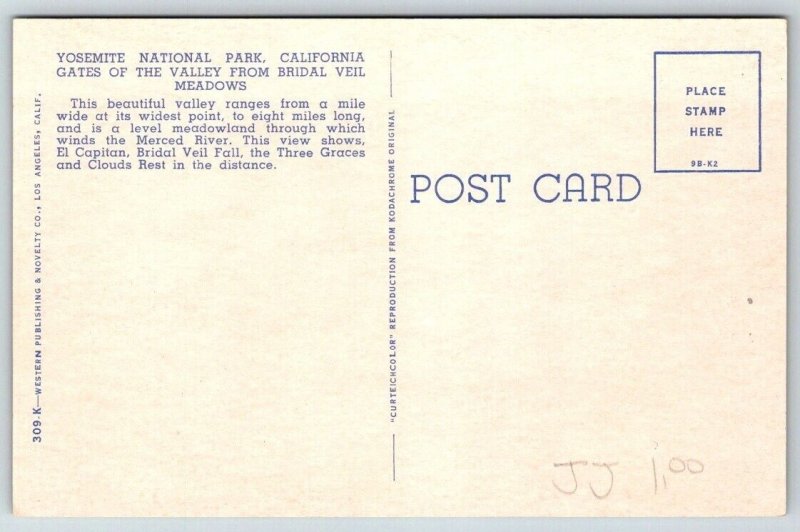 YOSEMITE NATIONAL PARK, CALIFORNIA
GATES OF THE VALLEY FROM BRIDAL VEIL
MEADOWS
This beautiful valley ranges from a mile
wide at its widest point, to eight miles long,
and is a level meadowland through which
winds the Merced River. This view shows,
El Capitan, Bridal Veil Fall, the Three Graces
and Clouds Rest in the distance.
309-K—WESTERN PUBLISHING & NOVELTY CO., LOS ANGELES, CALIF.
"CURTEICHCOLOR" REPRODUCTION FROM KODACHROME ORIGINAL
POST CARD
PLACE
STAMP
HERE
9B-K2
JJ 1,00